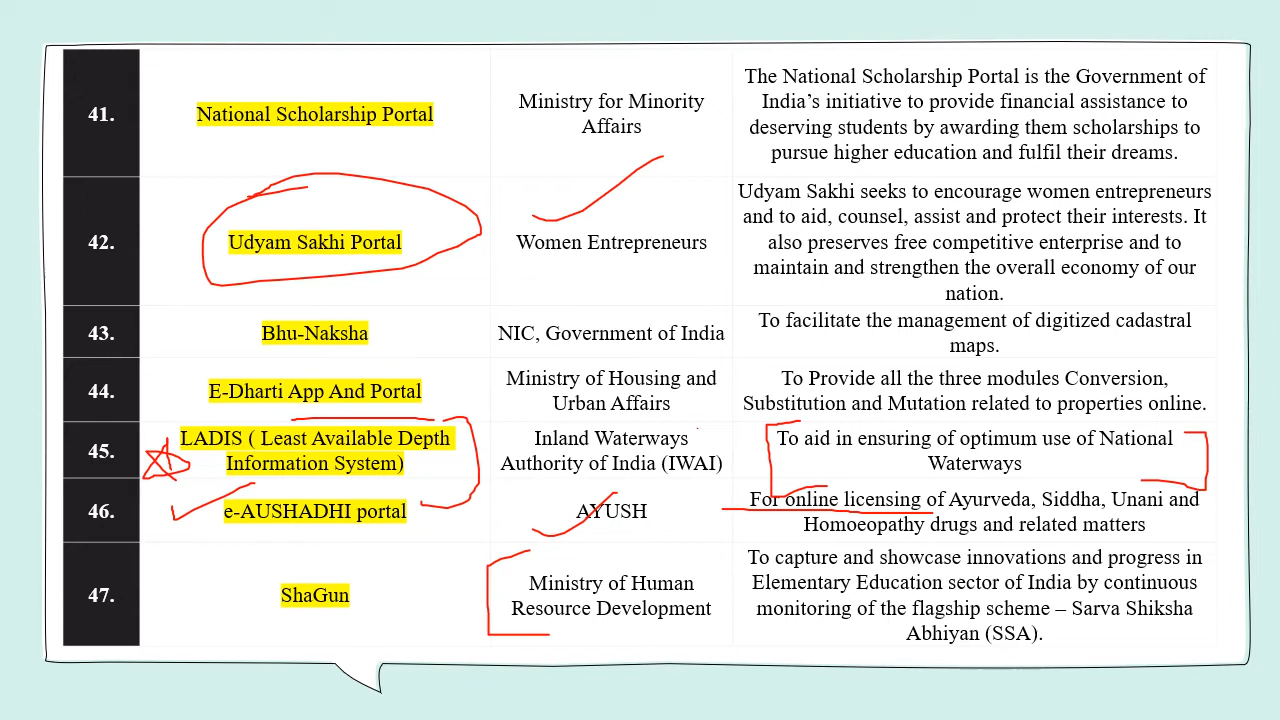 41.
National Scholarship Portal
Ministry for Minority
Affairs
The National Scholarship Portal is the Government of
India’s initiative to provide financial assistance to
deserving students by awarding them scholarships to
pursue higher education and fulfil their dreams.
42.
Udyam Sakhi Portal
Women Entrepreneurs
Udyam Sakhi seeks to encourage women entrepreneurs
and to aid, counsel, assist and protect their interests. It
also preserves free competitive enterprise and to
maintain and strengthen the overall economy of our
nation.
43.
Bhu-Naksha
NIC, Government of India
To facilitate the management of digitized cadastral
maps.
44.
E-Dharti App And Portal
Ministry of Housing and
Urban Affairs
To Provide all the three modules Conversion,
Substitution and Mutation related to properties online.
45.
LADIS ( Least Available Depth
Information System)
Inland Waterways
Authority of India (IWAI)
To aid in ensuring of optimum use of National
Waterways
46.
e-AUSHADHI portal
AYUSH
For online licensing of Ayurveda, Siddha, Unani and
Homoeopathy drugs and related matters
47.
ShaGun
Ministry of Human
Resource Development
To capture and showcase innovations and progress in
Elementary Education sector of India by continuous
monitoring of the flagship scheme – Sarva Shiksha
Abhiyan (SSA).